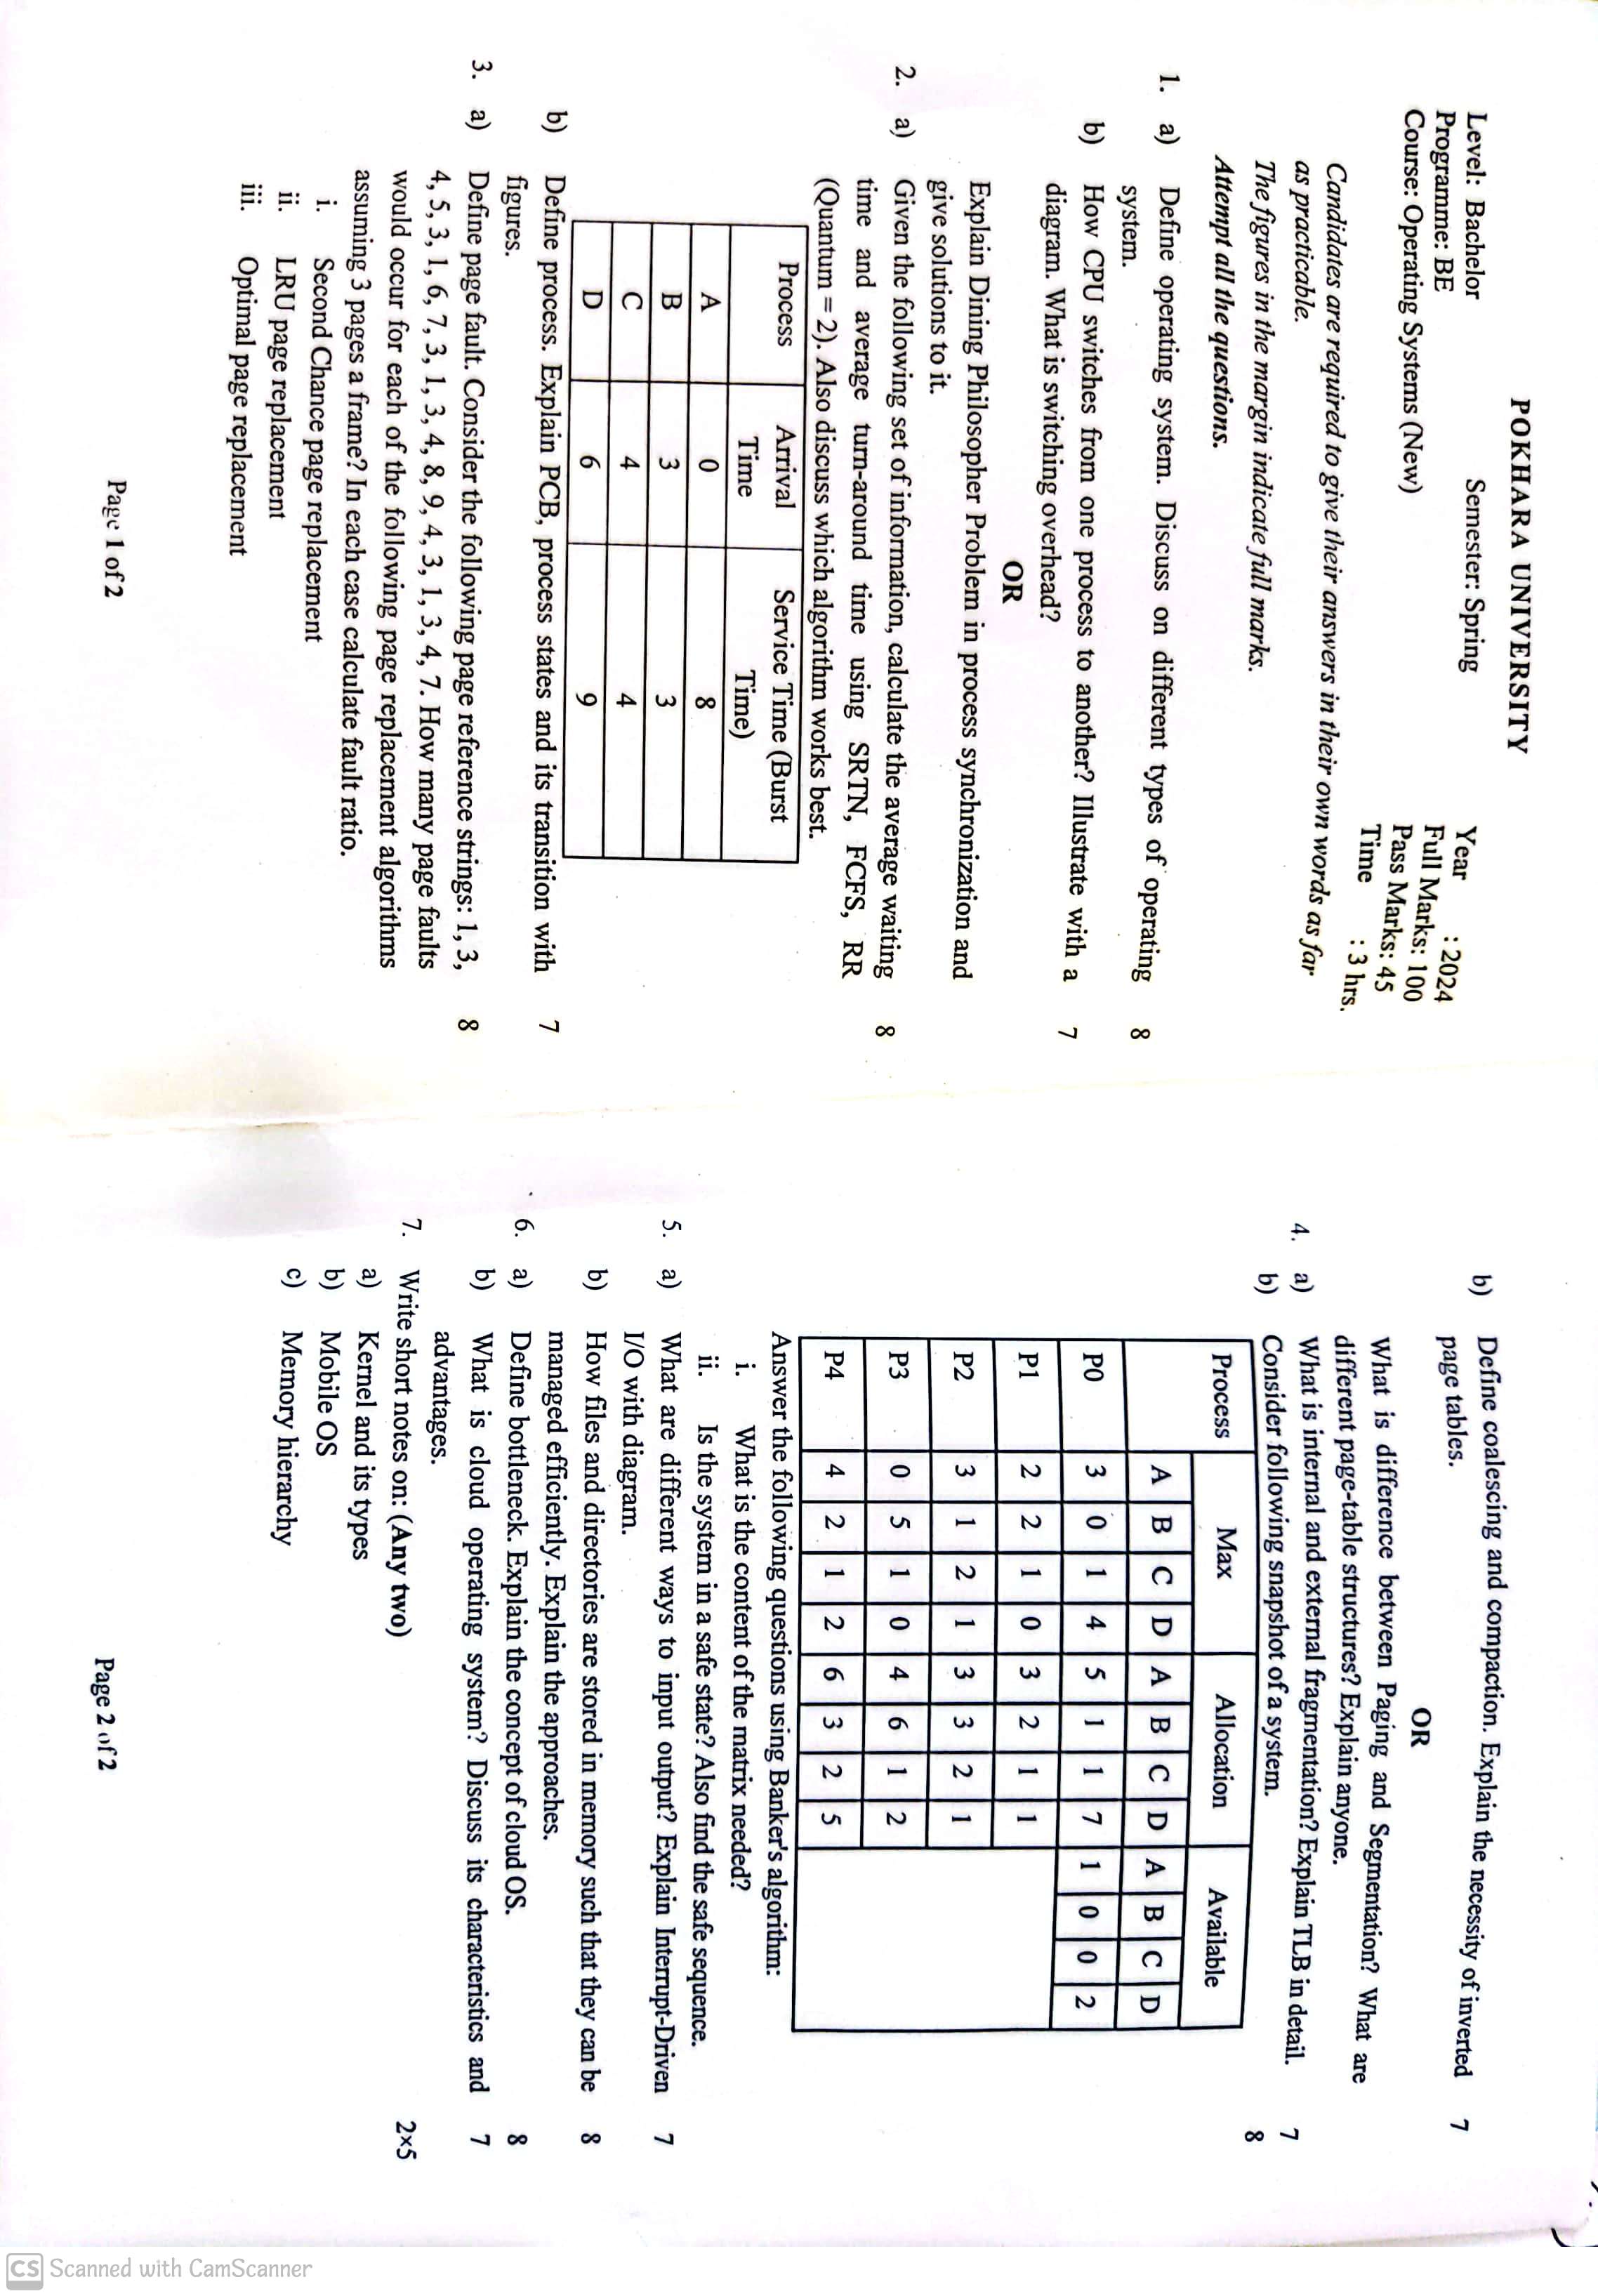 POKHARA UNIVERSITY
Level: Bachelor Semester: Spring Year : 2024
Programme: BE Full Marks: 100
Course: Operating Systems (New) Pass Marks: 45
Time : 3 hrs.
Candidates are required to give their answers in their own words as far
as practicable.
The figures in the margin indicate full marks.
Attempt all the questions.
1. a) Define operating system. Discuss on different types of operating 8
system.
b) How CPU switches from one process to another? Illustrate with a 7
diagram. What is switching overhead?
OR
Explain Dining Philosopher Problem in process synchronization and
give solutions to it.
2. a) Given the following set of information, calculate the average waiting 8
time and average turn-around time using SRTN, FCFS, RR
(Quantum = 2). Also discuss which algorithm works best.
Process Arrival Service Time (Burst
Time Time)
A 0 8
B 3 3
C 4 4
D 6 9
b) Define process. Explain PCB, process states and its transition with 7
figures.
3. a) Define page fault. Consider the following page reference strings: 1, 3, 8
4, 5, 3, 1, 6, 7, 3, 1, 3, 4, 8, 9, 4, 3, 1, 3, 4, 7. How many page faults
would occur for each of the following page replacement algorithms
assuming 3 pages a frame? In each case calculate fault ratio.
i. Second Chance page replacement
ii. LRU page replacement
iii. Optimal page replacement
Page 1 of 2
b) Define coalescing and compaction. Explain the necessity of inverted 7
page tables.
OR
What is difference between Paging and Segmentation? What are
different page-table structures? Explain anyone.
4. a) What is internal and external fragmentation? Explain TLB in detail. 7
b) Consider following snapshot of a system. 8
Process Max Allocation Available
A B C D A B C D A B C D
P0 3 0 1 4 5 1 1 7 1 0 0 2
P1 2 2 1 0 3 2 1 1
P2 3 1 2 1 3 3 2 1
P3 0 5 1 0 4 6 1 2
P4 4 2 1 2 6 3 2 5
Answer the following questions using Banker's algorithm:
i. What is the content of the matrix needed?
ii. Is the system in a safe state? Also find the safe sequence.
5. a) What are different ways to input output? Explain Interrupt-Driven 7
I/O with diagram.
b) How files and directories are stored in memory such that they can be 8
managed efficiently. Explain the approaches.
6. a) Define bottleneck. Explain the concept of cloud OS. 8
b) What is cloud operating system? Discuss its characteristics and 7
advantages.
7. Write short notes on: (Any two) 2×5
a) Kernel and its types
b) Mobile OS
c) Memory hierarchy
Page 2 of 2
CS Scanned with CamScanner